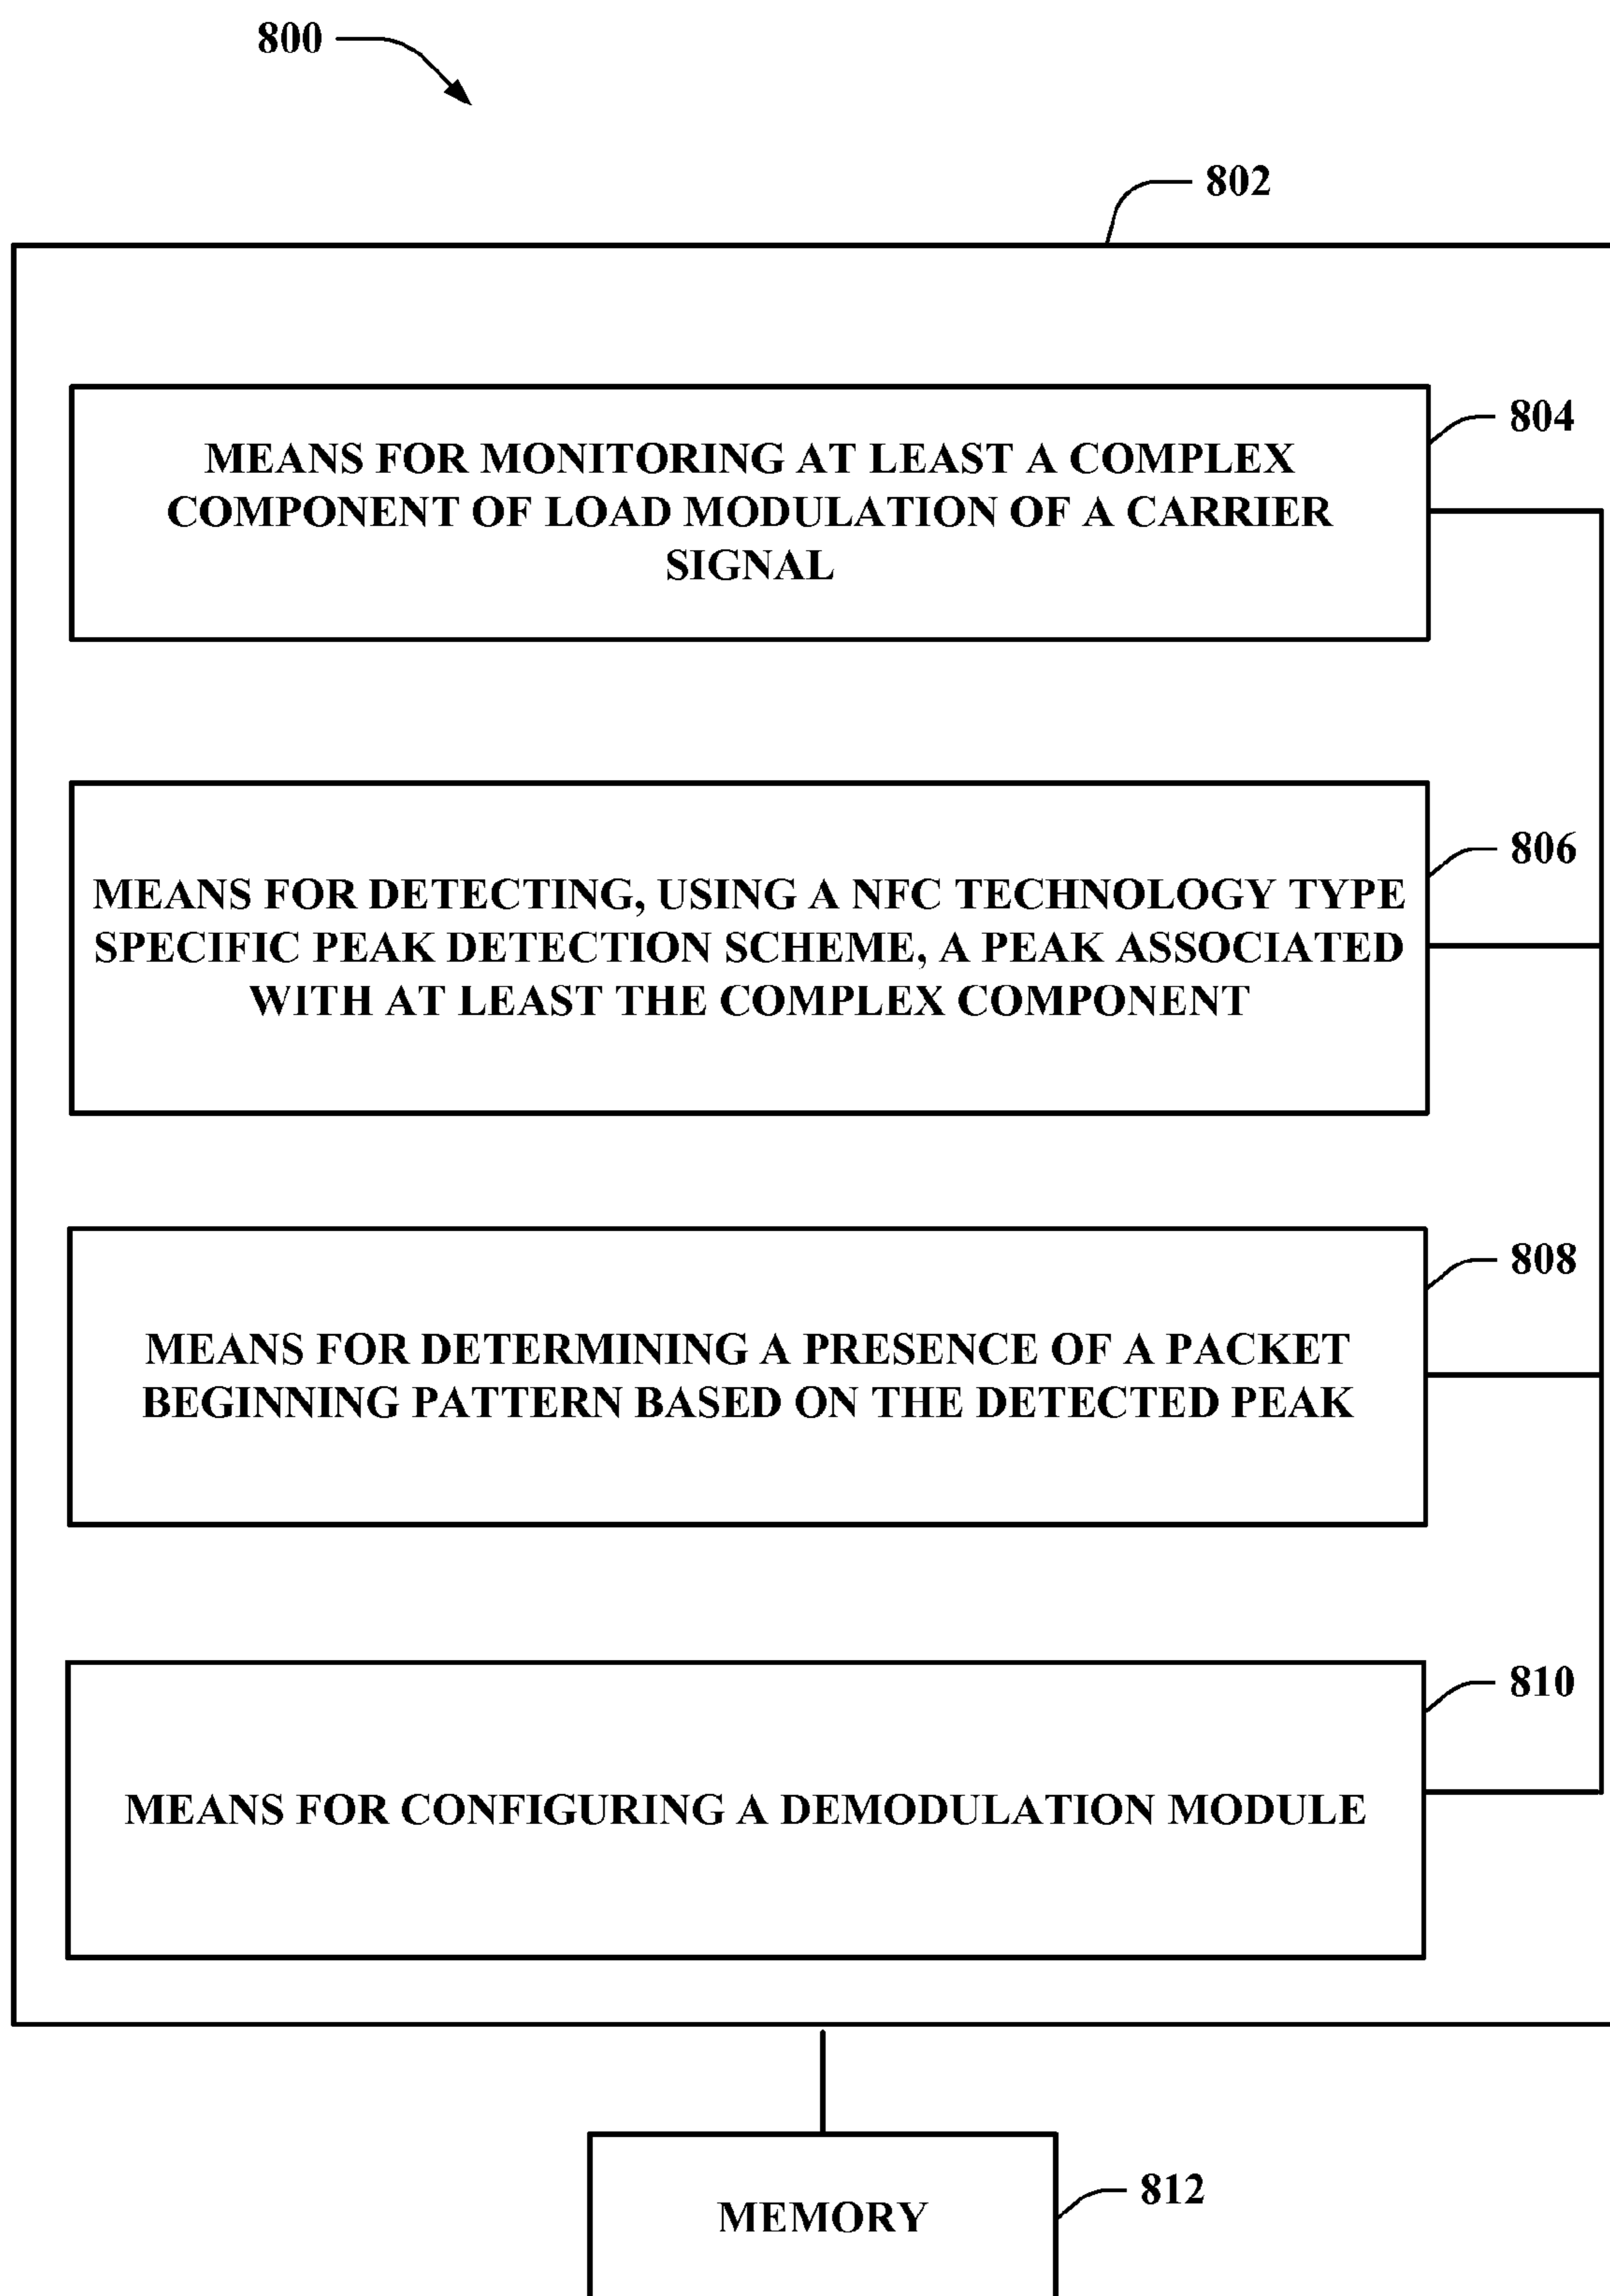 800
802
804
MEANS FOR MONITORING AT LEAST A COMPLEX
COMPONENT OF LOAD MODULATION OF A CARRIER
SIGNAL
806
MEANS FOR DETECTING, USING A NFC TECHNOLOGY TYPE
SPECIFIC PEAK DETECTION SCHEME, A PEAK ASSOCIATED
WITH AT LEAST THE COMPLEX COMPONENT
808
MEANS FOR DETERMINING A PRESENCE OF A PACKET
BEGINNING PATTERN BASED ON THE DETECTED PEAK
810
MEANS FOR CONFIGURING A DEMODULATION MODULE
812
MEMORY